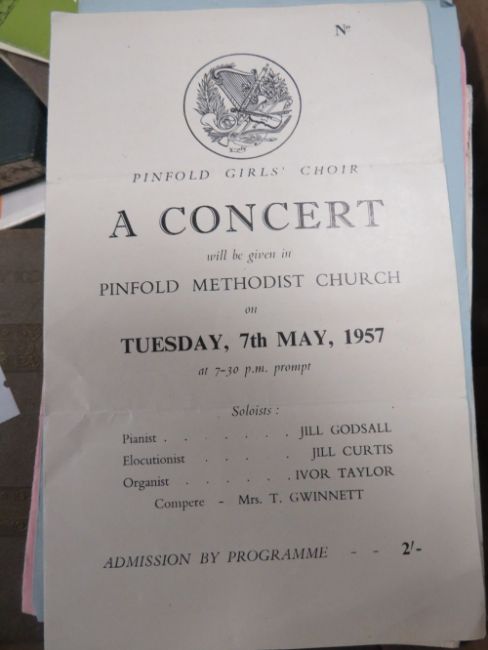 Nº
PINFOLD GIRLS' CHOIR
A CONCERT
will be given in
PINFOLD METHODIST CHURCH
on
TUESDAY, 7th MAY, 1957
at 7-30 p.m. prompt
Soloists :
Pianist . . . . . . . JILL GODSALL
Elocutionist . . . . . JILL CURTIS
Organist . . . . . . IVOR TAYLOR
Compere - Mrs. T. GWINNETT
ADMISSION BY PROGRAMME - - 2/-